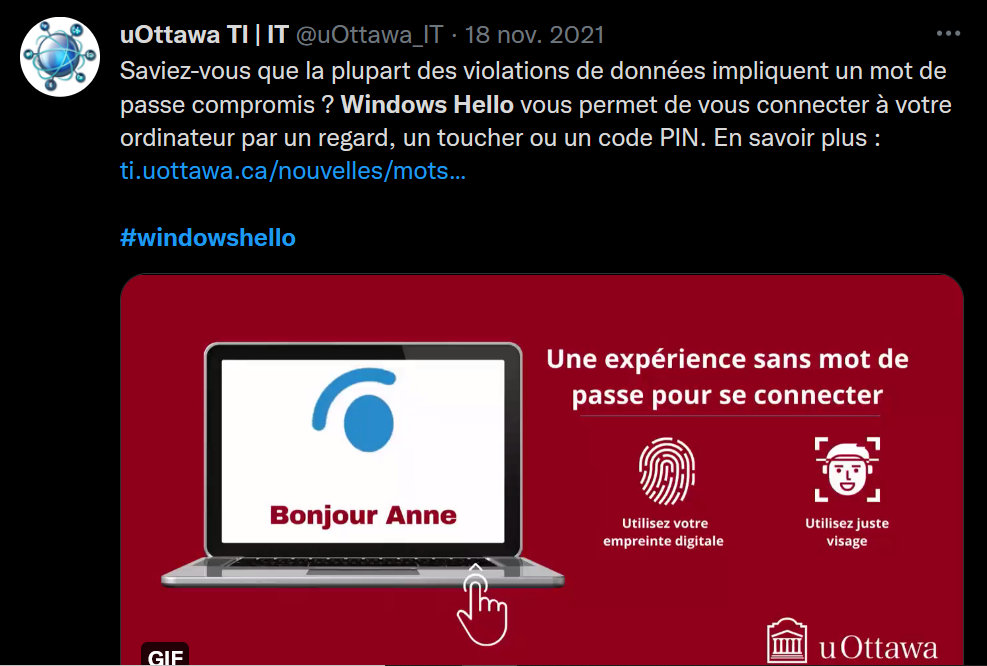 uOttawa TI | IT @uOttawa_IT · 18 nov. 2021
Saviez-vous que la plupart des violations de données impliquent un mot de
passe compromis ? Windows Hello vous permet de vous connecter à votre
ordinateur par un regard, un toucher ou un code PIN. En savoir plus :
ti.uottawa.ca/nouvelles/mots...
#windowshello
Une expérience sans mot de
passe pour se connecter
Bonjour Anne
Utilisez votre
empreinte digitale
Utilisez juste
visage
GIF
uOttawa